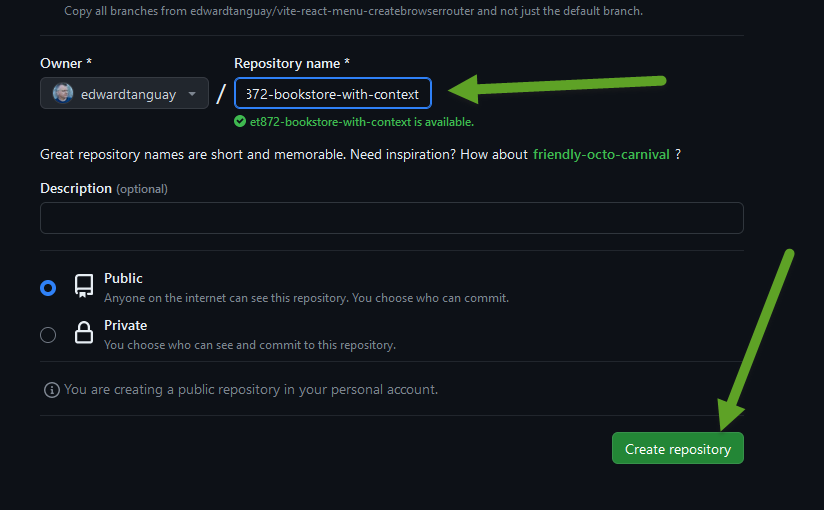 Copy all branches from edwardtanguay/vite-react-menu-createbrowserrouter and not just the default branch.
Owner * Repository name *
edwardtanguay / 372-bookstore-with-context
et872-bookstore-with-context is available.
Great repository names are short and memorable. Need inspiration? How about friendly-octo-carnival ?
Description (optional)
Public
Anyone on the internet can see this repository. You choose who can commit.
Private
You choose who can see and commit to this repository.
You are creating a public repository in your personal account.
Create repository